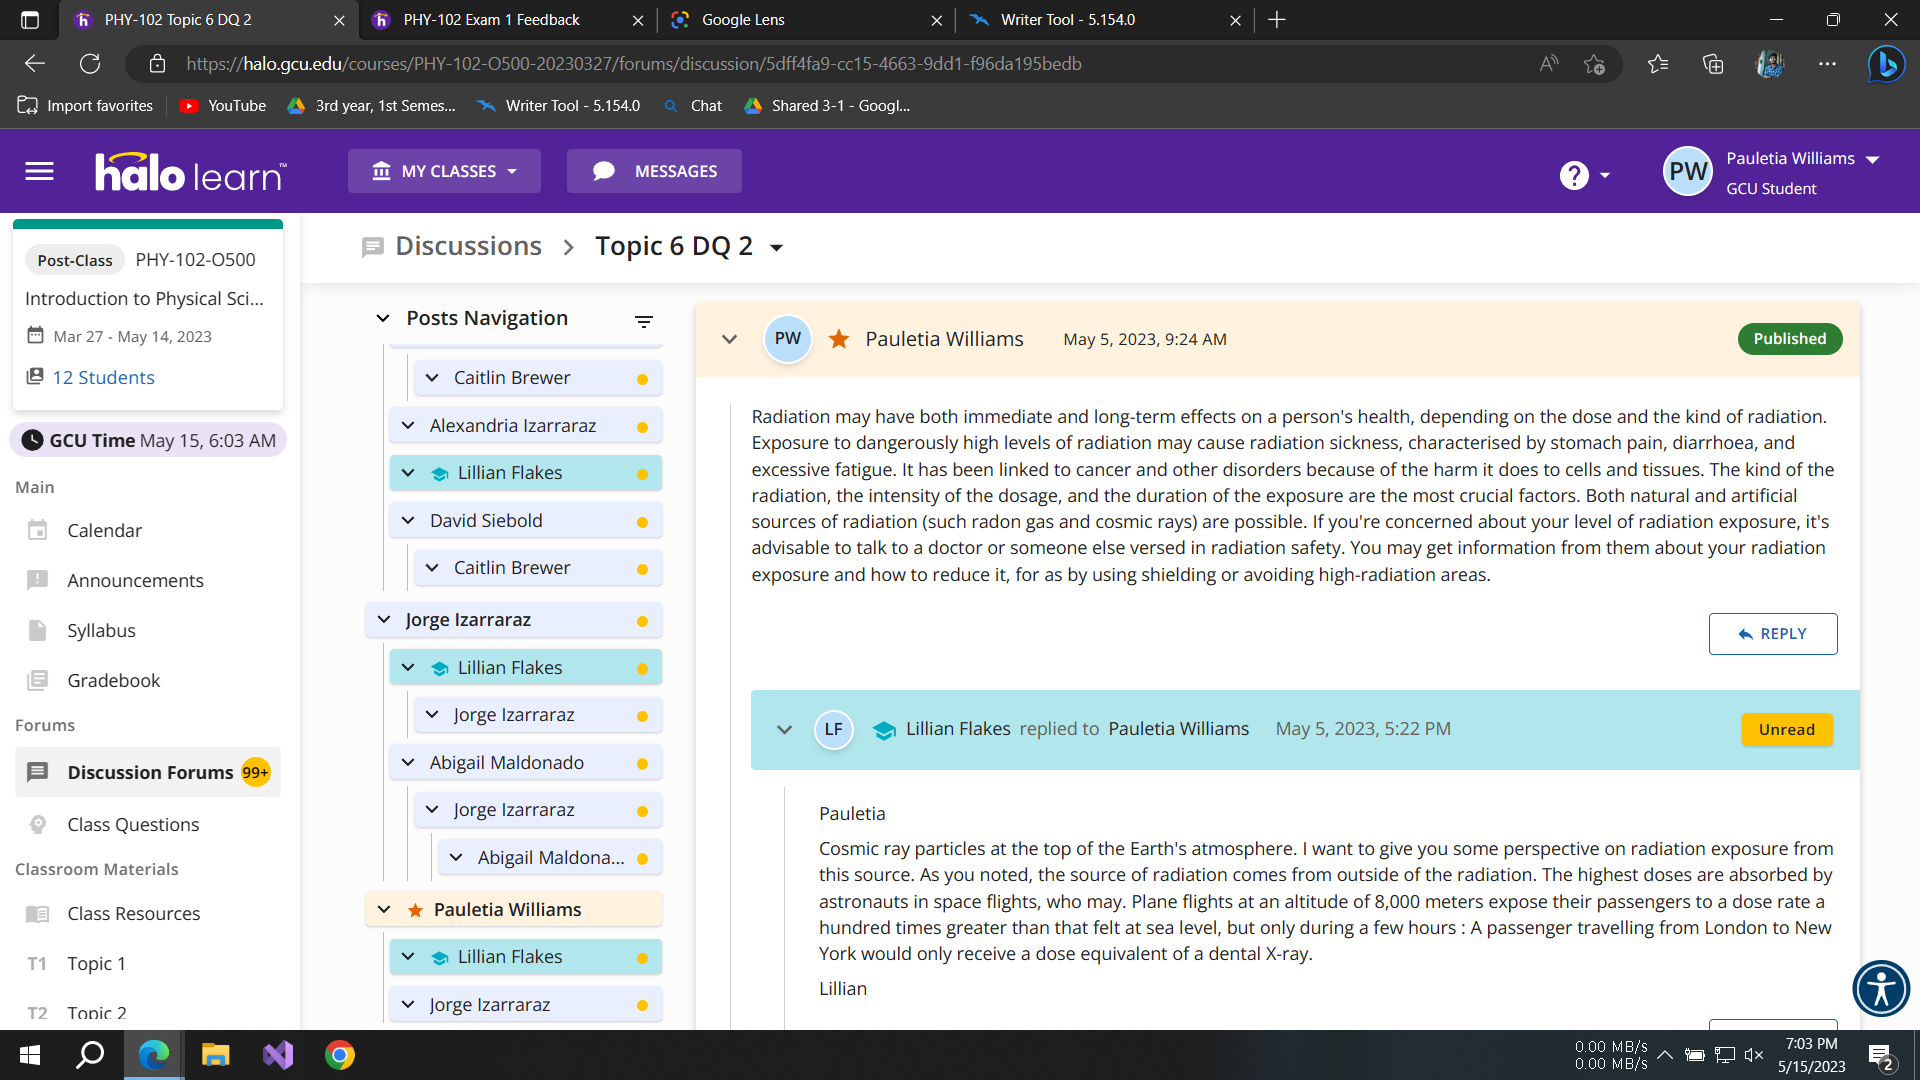 PHY-102 Topic 6 DQ 2
PHY-102 Exam 1 Feedback
Google Lens
Writer Tool - 5.154.0
https://halo.gcu.edu/courses/PHY-102-O500-20230327/forums/discussion/5dff4fa9-cc15-4663-9dd1-f96da195bedb
Import favorites
YouTube
3rd year, 1st Semes...
Writer Tool - 5.154.0
Chat
Shared 3-1 - Googl...
halo learn™
MY CLASSES
MESSAGES
?
PW
Pauletia Williams
GCU Student
Post-Class PHY-102-O500
Introduction to Physical Sci...
Mar 27 - May 14, 2023
12 Students
GCU Time May 15, 6:03 AM
Main
Calendar
Announcements
Syllabus
Gradebook
Forums
Discussion Forums 99+
Class Questions
Classroom Materials
Class Resources
T1 Topic 1
T2 Topic 2
Discussions > Topic 6 DQ 2
Posts Navigation
Caitlin Brewer
Alexandria Izarraraz
Lillian Flakes
David Siebold
Caitlin Brewer
Jorge Izarraraz
Lillian Flakes
Jorge Izarraraz
Abigail Maldonado
Jorge Izarraraz
Abigail Maldona...
Pauletia Williams
Lillian Flakes
Jorge Izarraraz
PW Pauletia Williams May 5, 2023, 9:24 AM Published
Radiation may have both immediate and long-term effects on a person's health, depending on the dose and the kind of radiation.
Exposure to dangerously high levels of radiation may cause radiation sickness, characterised by stomach pain, diarrhoea, and
excessive fatigue. It has been linked to cancer and other disorders because of the harm it does to cells and tissues. The kind of the
radiation, the intensity of the dosage, and the duration of the exposure are the most crucial factors. Both natural and artificial
sources of radiation (such radon gas and cosmic rays) are possible. If you're concerned about your level of radiation exposure, it's
advisable to talk to a doctor or someone else versed in radiation safety. You may get information from them about your radiation
exposure and how to reduce it, for as by using shielding or avoiding high-radiation areas.
REPLY
LF Lillian Flakes replied to Pauletia Williams May 5, 2023, 5:22 PM Unread
Pauletia
Cosmic ray particles at the top of the Earth's atmosphere. I want to give you some perspective on radiation exposure from
this source. As you noted, the source of radiation comes from outside of the radiation. The highest doses are absorbed by
astronauts in space flights, who may. Plane flights at an altitude of 8,000 meters expose their passengers to a dose rate a
hundred times greater than that felt at sea level, but only during a few hours : A passenger travelling from London to New
York would only receive a dose equivalent of a dental X-ray.
Lillian
0.00 MB/s
0.00 MB/s
7:03 PM
5/15/2023
2